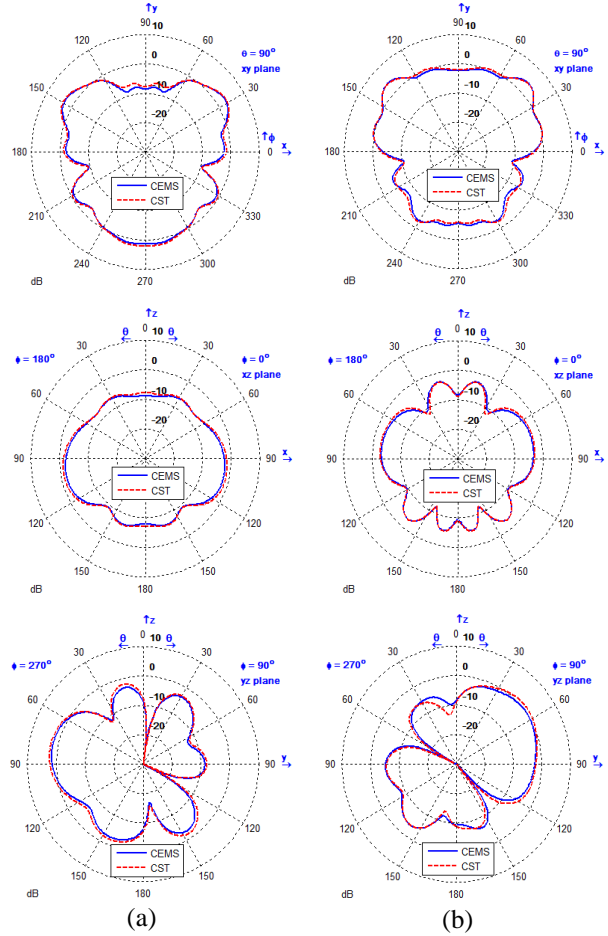 ↑y
90
10
120
60
θ = 90°
xy plane
0
150
30
-10
-20
↑ϕ
x
→
180
0
CEMS
CST
210
330
240
300
270
dB
↑y
90
10
120
60
θ = 90°
xy plane
0
150
30
-10
-20
↑ϕ
x
→
180
0
CEMS
CST
210
330
240
300
270
dB
↑z
θ 0 θ
← →
10
30
30
ϕ = 180°
ϕ = 0°
xz plane
0
60
60
-10
-20
x
→
90
90
CEMS
CST
120
120
150
150
180
dB
↑z
θ 0 θ
← →
10
30
30
ϕ = 180°
ϕ = 0°
xz plane
0
60
60
-10
-20
x
→
90
90
CEMS
CST
120
120
150
150
180
dB
↑z
θ 0 θ
← →
10
30
30
ϕ = 270°
ϕ = 90°
yz plane
0
60
60
-10
-20
y
→
90
90
120
120
CEMS
CST
150
150
180
dB
↑z
θ 0 θ
← →
10
30
30
ϕ = 270°
ϕ = 90°
yz plane
0
60
60
-10
-20
y
→
90
90
120
120
CEMS
CST
150
150
180
dB
(a)
(b)